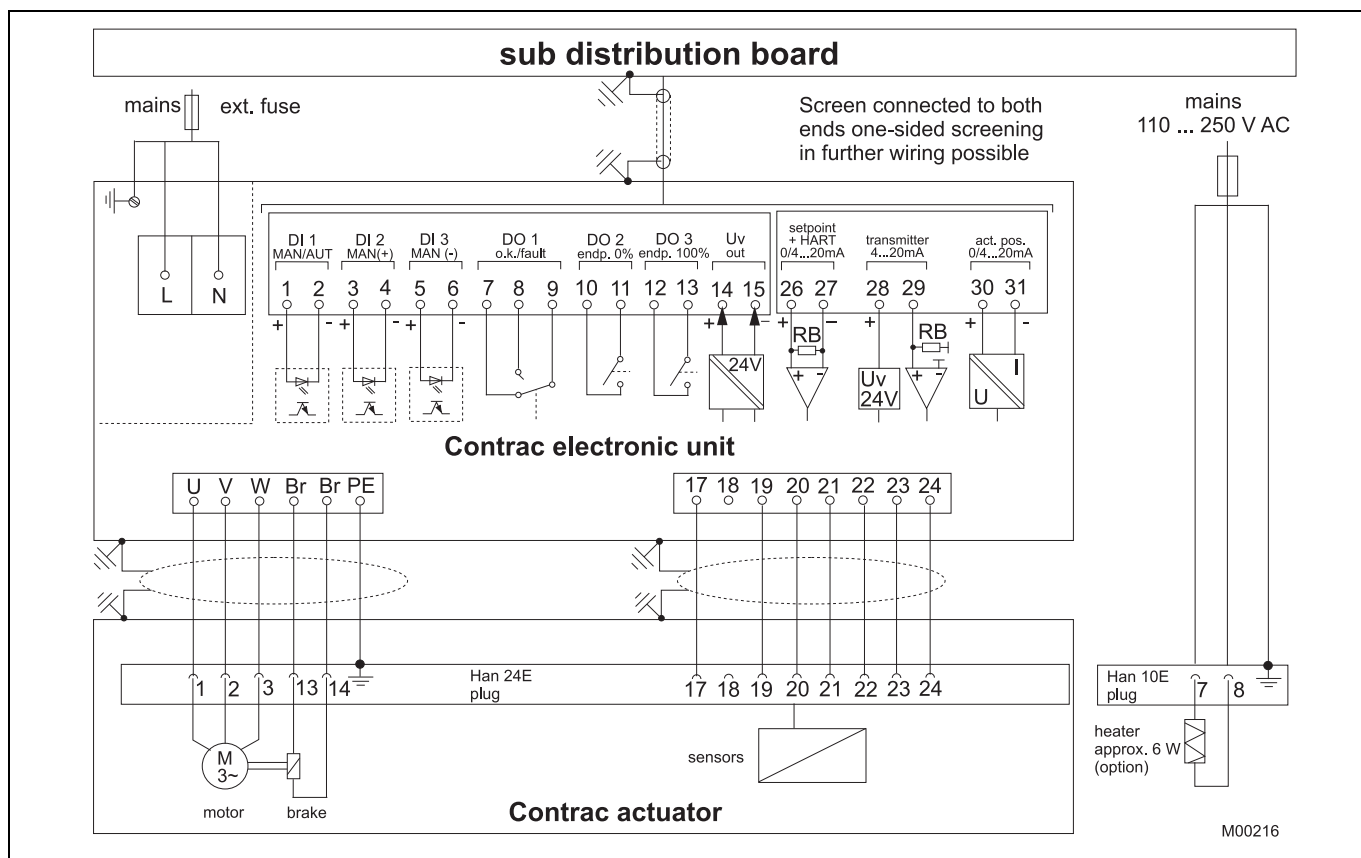 sub distribution board
mains ext. fuse
Screen connected to both
ends one-sided screening
in further wiring possible
mains
110 ... 250 V AC
L N
DI 1 DI 2 DI 3 DO 1 DO 2 DO 3 Uv
MAN/AUT MAN(+) MAN (-) o.k./fault endp. 0% endp. 100% out
setpoint
+ HART transmitter act. pos.
0/4...20mA 4...20mA 0/4...20mA
1 2 3 4 5 6 7 8 9 10 11 12 13 14 15 26 27 28 29 30 31
+ - + - + - + - + - + + -
RB RB
24V
+ - + -
Uv
24V
I
U
Contrac electronic unit
U V W Br Br PE
17 18 19 20 21 22 23 24
1 2 3 13 14
Han 24E
plug
17 18 19 20 21 22 23 24
Han 10E
plug
7 8
M
3~
motor brake
sensors
heater
approx. 6 W
(option)
Contrac actuator
M00216